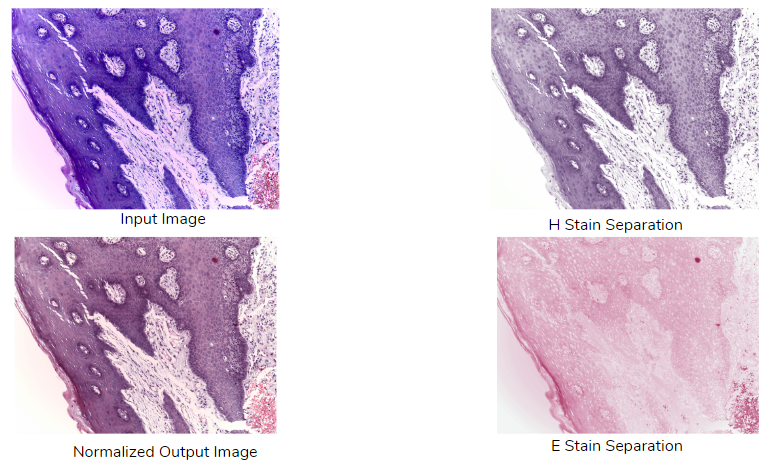 Input Image
H Stain Separation
Normalized Output Image
E Stain Separation